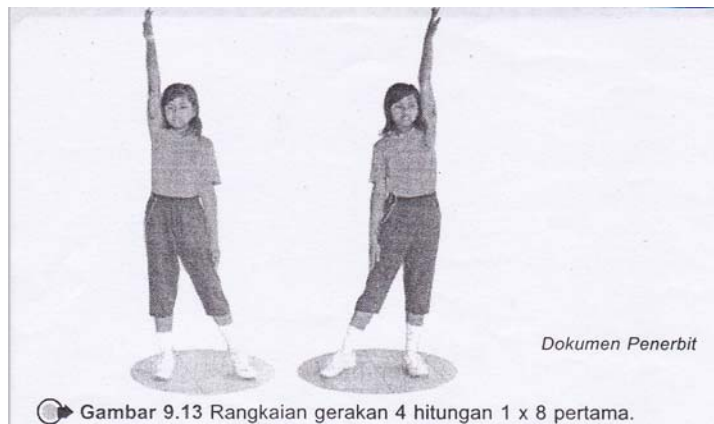 Dokumen Penerbit
Gambar 9.13 Rangkaian gerakan 4 hitungan 1 x 8 pertama.